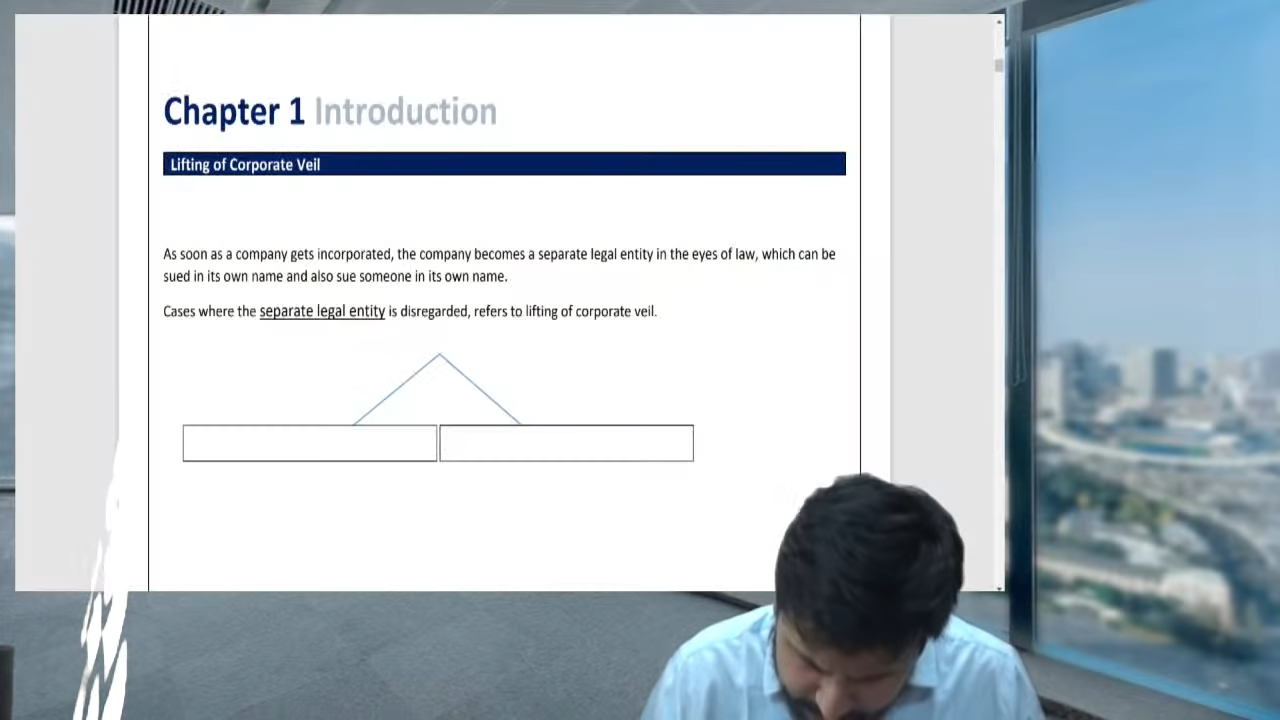 Chapter 1 Introduction
Lifting of Corporate Veil
As soon as a company gets incorporated, the company becomes a separate legal entity in the eyes of law, which can be
sued in its own name and also sue someone in its own name.
Cases where the separate legal entity is disregarded, refers to lifting of corporate veil.